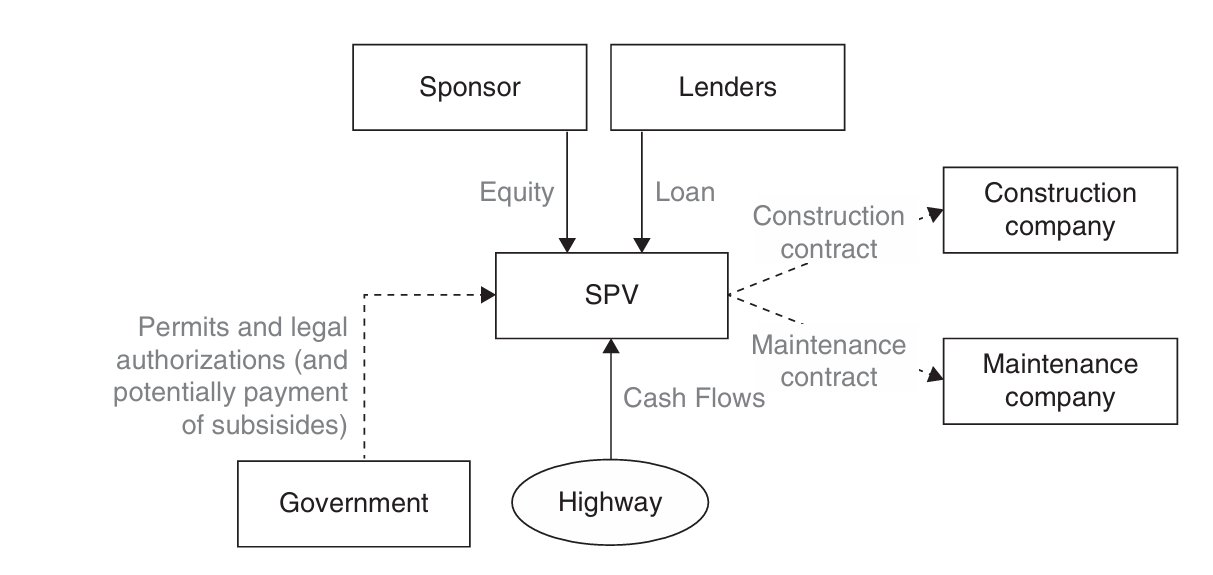 Sponsor
Lenders
Equity
Loan
Construction
contract
Construction
company
SPV
Permits and legal
authorizations (and
potentially payment
of subsisides)
Maintenance
contract
Maintenance
company
Cash Flows
Government
Highway